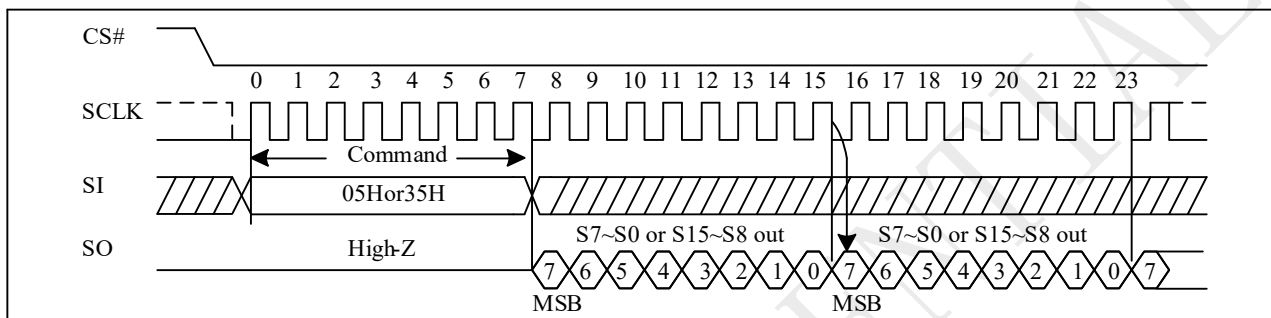 CS#
0 1 2 3 4 5 6 7 8 9 10 11 12 13 14 15 16 17 18 19 20 21 22 23
SCLK
Command
SI
05Hor35H
S7~S0 or S15~S8 out S7~S0 or S15~S8 out
SO
High-Z
7 6 5 4 3 2 1 0 7 6 5 4 3 2 1 0 7
MSB MSB